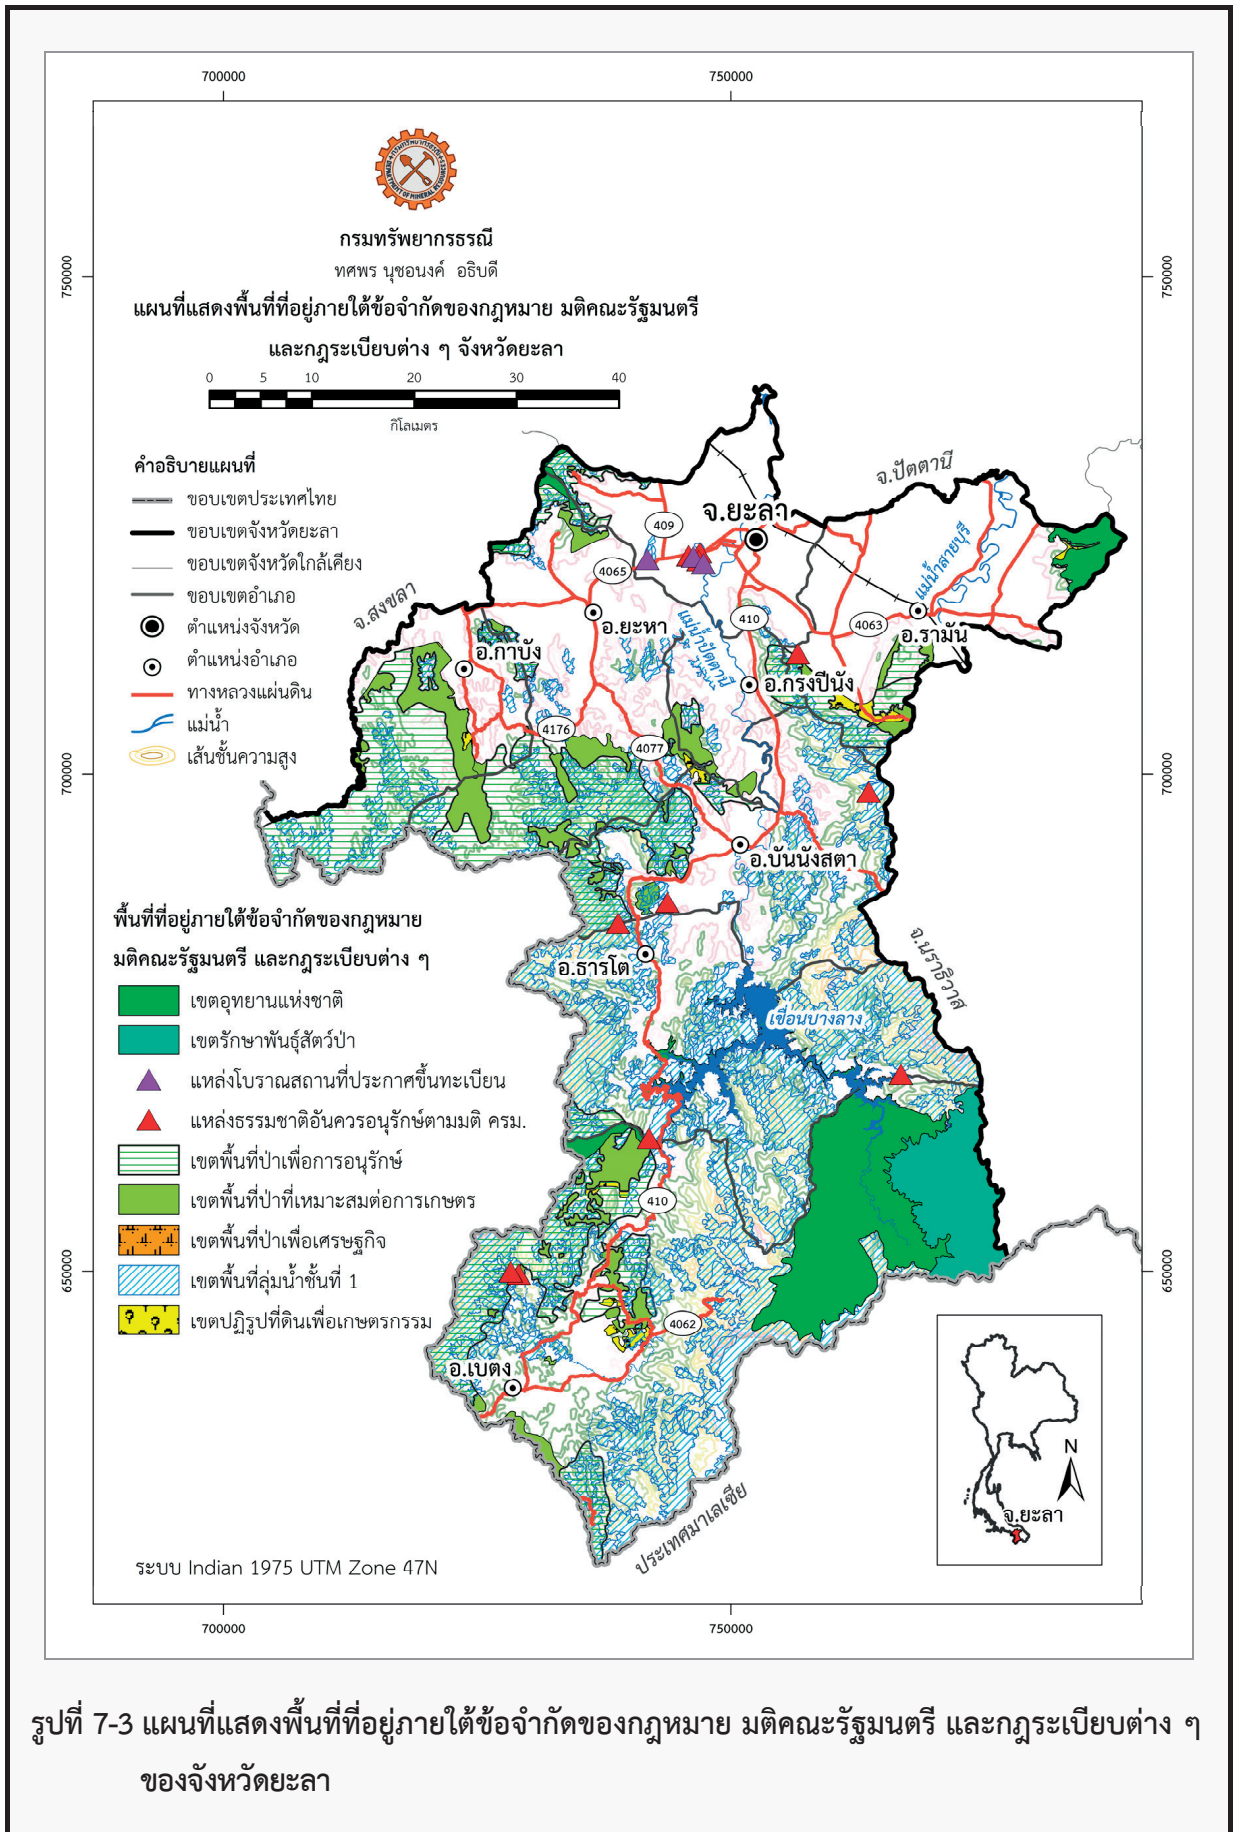 700000
750000
กรมทรัพยากรธรณี
DEPARTMENT OF MINERAL RESOURCES
กรมทรัพยากรธรณี
ทศพร นุชอนงค์ อธิบดี
แผนที่แสดงพื้นที่ที่อยู่ภายใต้ข้อจำกัดของกฎหมาย มติคณะรัฐมนตรี
และกฎระเบียบต่าง ๆ จังหวัดยะลา
0 5 10 20 30 40
กิโลเมตร
750000
750000
คำอธิบายแผนที่
ขอบเขตประเทศไทย
ขอบเขตจังหวัดยะลา
ขอบเขตจังหวัดใกล้เคียง
ขอบเขตอำเภอ
ตำแหน่งจังหวัด
ตำแหน่งอำเภอ
ทางหลวงแผ่นดิน
แม่น้ำ
เส้นชั้นความสูง
จ.ปัตตานี
จ.ยะลา
409
4065
แม่น้ำสายบุรี
จ.สงขลา
อ.ยะหา
410
4063
อ.รามัน
แม่น้ำปัตตานี
อ.กาบัง
อ.กรงปินัง
4176
4077
700000
700000
อ.บันนังสตา
พื้นที่ที่อยู่ภายใต้ข้อจำกัดของกฎหมาย
มติคณะรัฐมนตรี และกฎระเบียบต่าง ๆ
เขตอุทยานแห่งชาติ
เขตรักษาพันธุ์สัตว์ป่า
แหล่งโบราณสถานที่ประกาศขึ้นทะเบียน
แหล่งธรรมชาติอันควรอนุรักษ์ตามมติ ครม.
เขตพื้นที่ป่าเพื่อการอนุรักษ์
เขตพื้นที่ป่าที่เหมาะสมต่อการเกษตร
เขตพื้นที่ป่าเพื่อเศรษฐกิจ
เขตพื้นที่ลุ่มน้ำชั้นที่ 1
เขตปฏิรูปที่ดินเพื่อเกษตรกรรม
อ.ธารโต
จ.นราธิวาส
เขื่อนบางลาง
410
650000
650000
4062
อ.เบตง
ประเทศมาเลเซีย
N
จ.ยะลา
ระบบ Indian 1975 UTM Zone 47N
700000
750000
รูปที่ 7-3 แผนที่แสดงพื้นที่ที่อยู่ภายใต้ข้อจำกัดของกฎหมาย มติคณะรัฐมนตรี และกฎระเบียบต่าง ๆ
ของจังหวัดยะลา